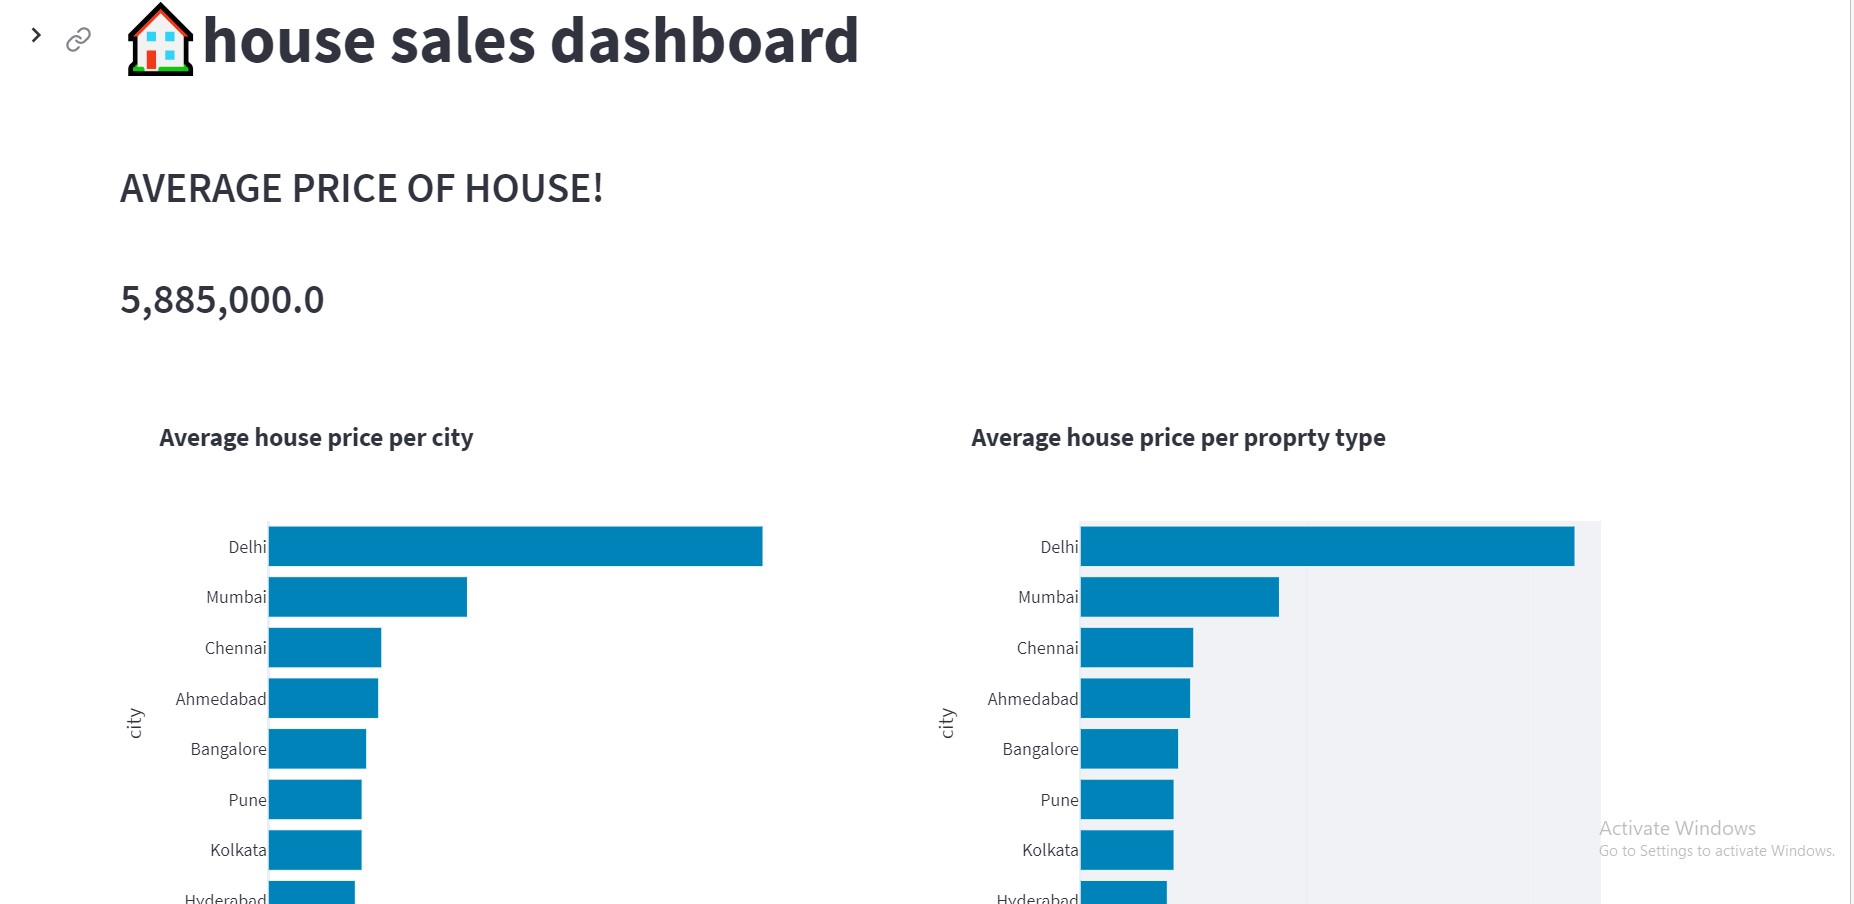 house sales dashboard
AVERAGE PRICE OF HOUSE!
5,885,000.0
Average house price per city
Average house price per proprty type
Delhi
Mumbai
Chennai
Ahmedabad
Bangalore
Pune
Kolkata
Hyderabad
city
Delhi
Mumbai
Chennai
Ahmedabad
Bangalore
Pune
Kolkata
Hyderabad
city
Activate Windows
Go to Settings to activate Windows.